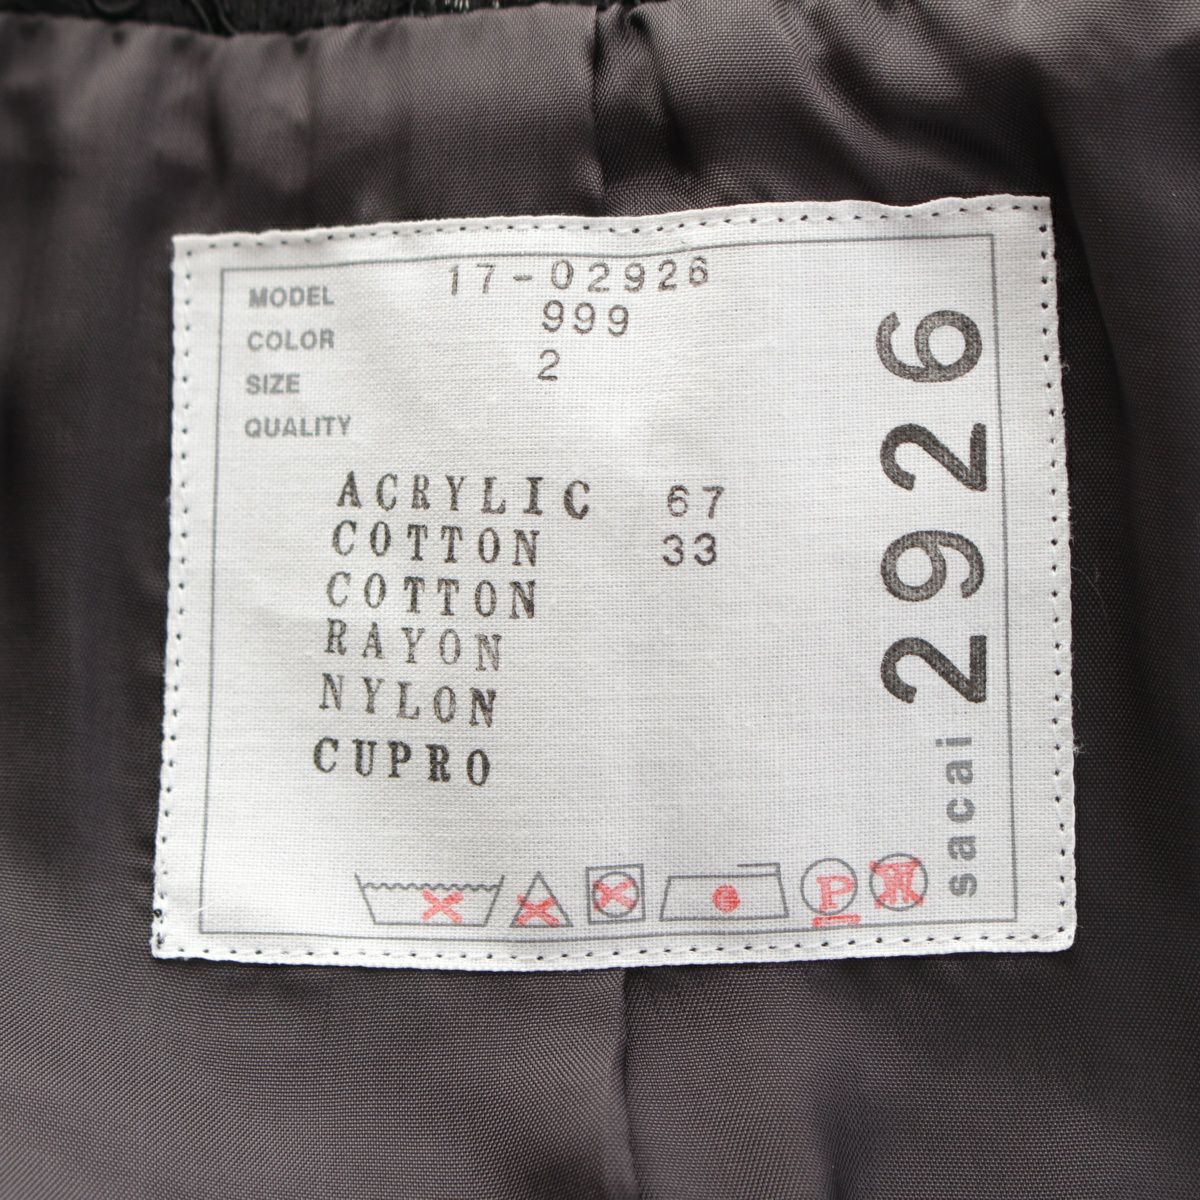 MODEL 17-02926
COLOR 999
SIZE 2
QUALITY
ACRYLIC 67
COTTON 33
COTTON
RAYON
NYLON
CUPRO
P
W
sacai 2926